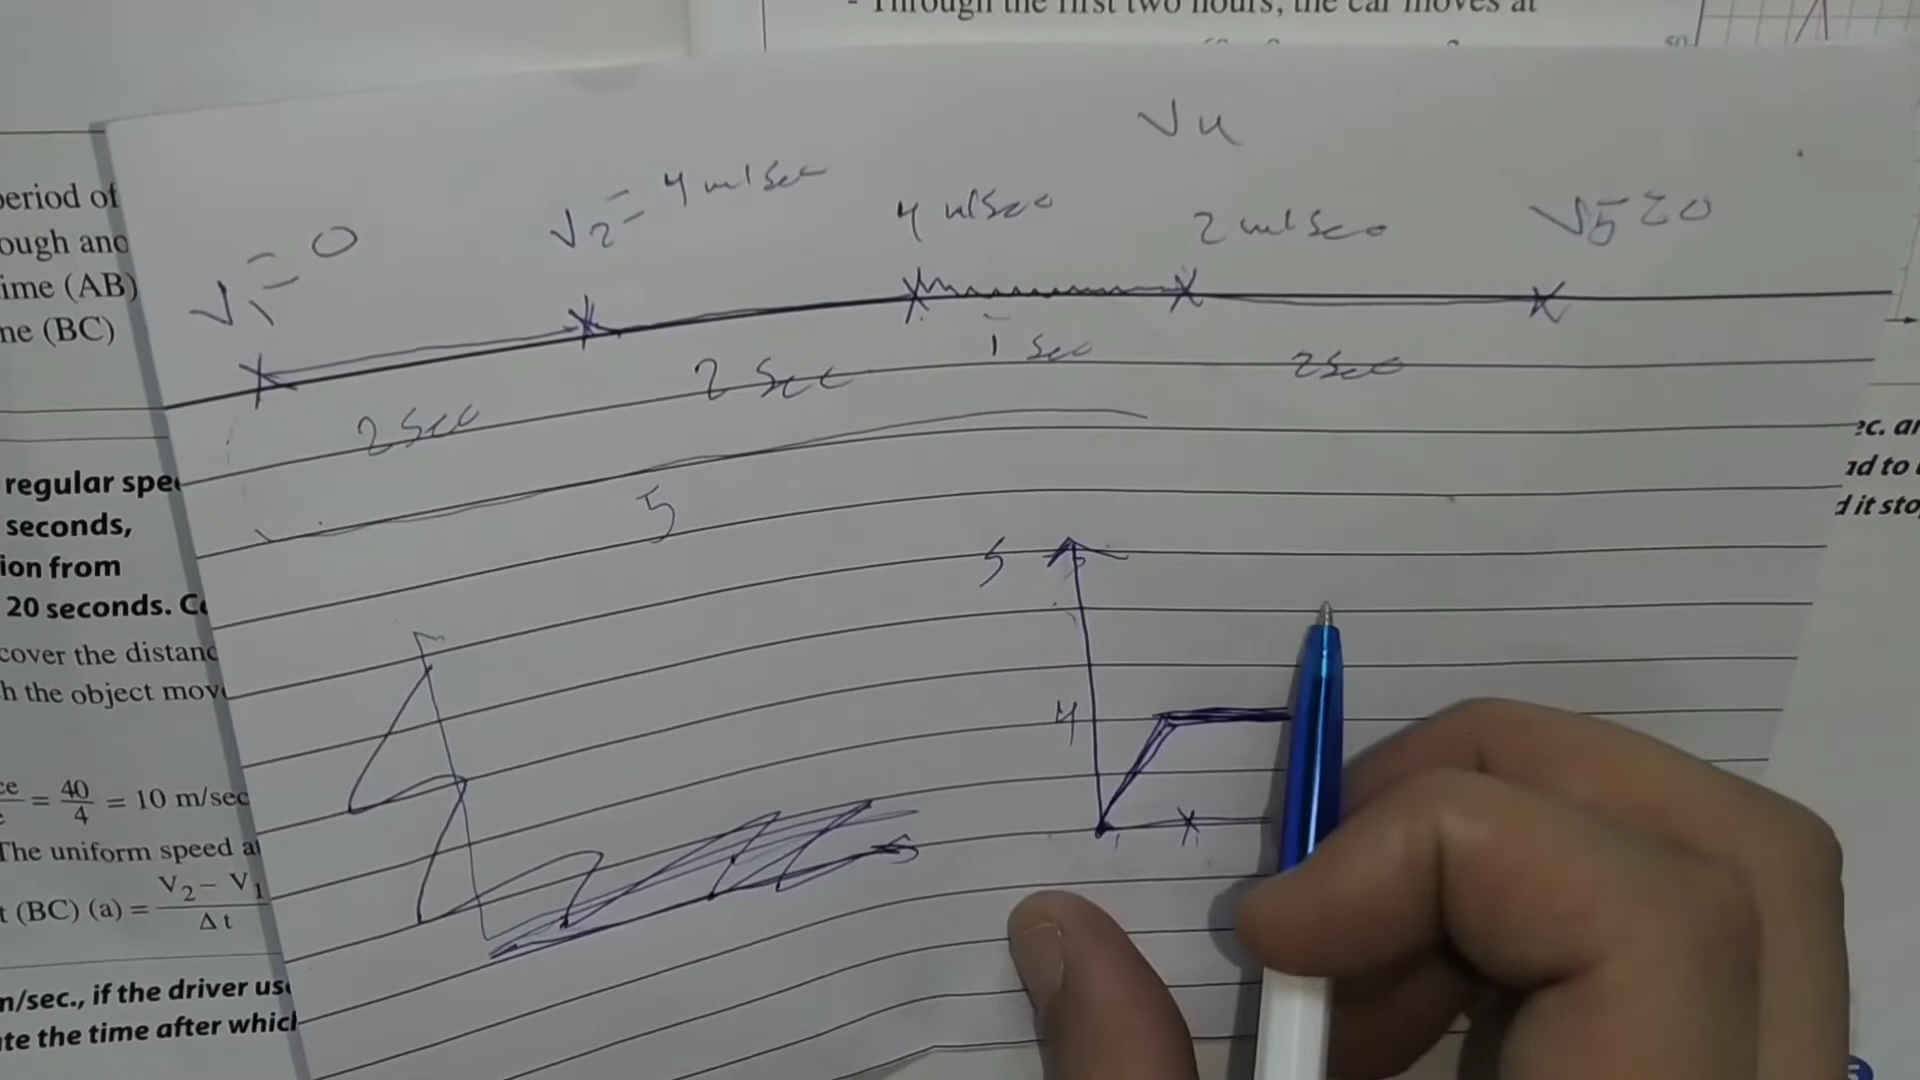 - Through the first two hours, the car moves at
50
V4
V1 = 0
V2 = 4 m/sec
4 m/sec
2 m/sec
V5 = 0
2 sec
2 sec
1 sec
2 sec
5
S
4
period of
ough and
ime (AB)
ne (BC)
regular spe
seconds,
ion from
20 seconds. C
cover the distanc
h the object mov
ce
= 40/4 = 10 m/sec
The uniform speed a
t (BC) (a) = V2 - V1 / Δt
m/sec., if the driver us
te the time after which
ec. a
nd to
d it sto